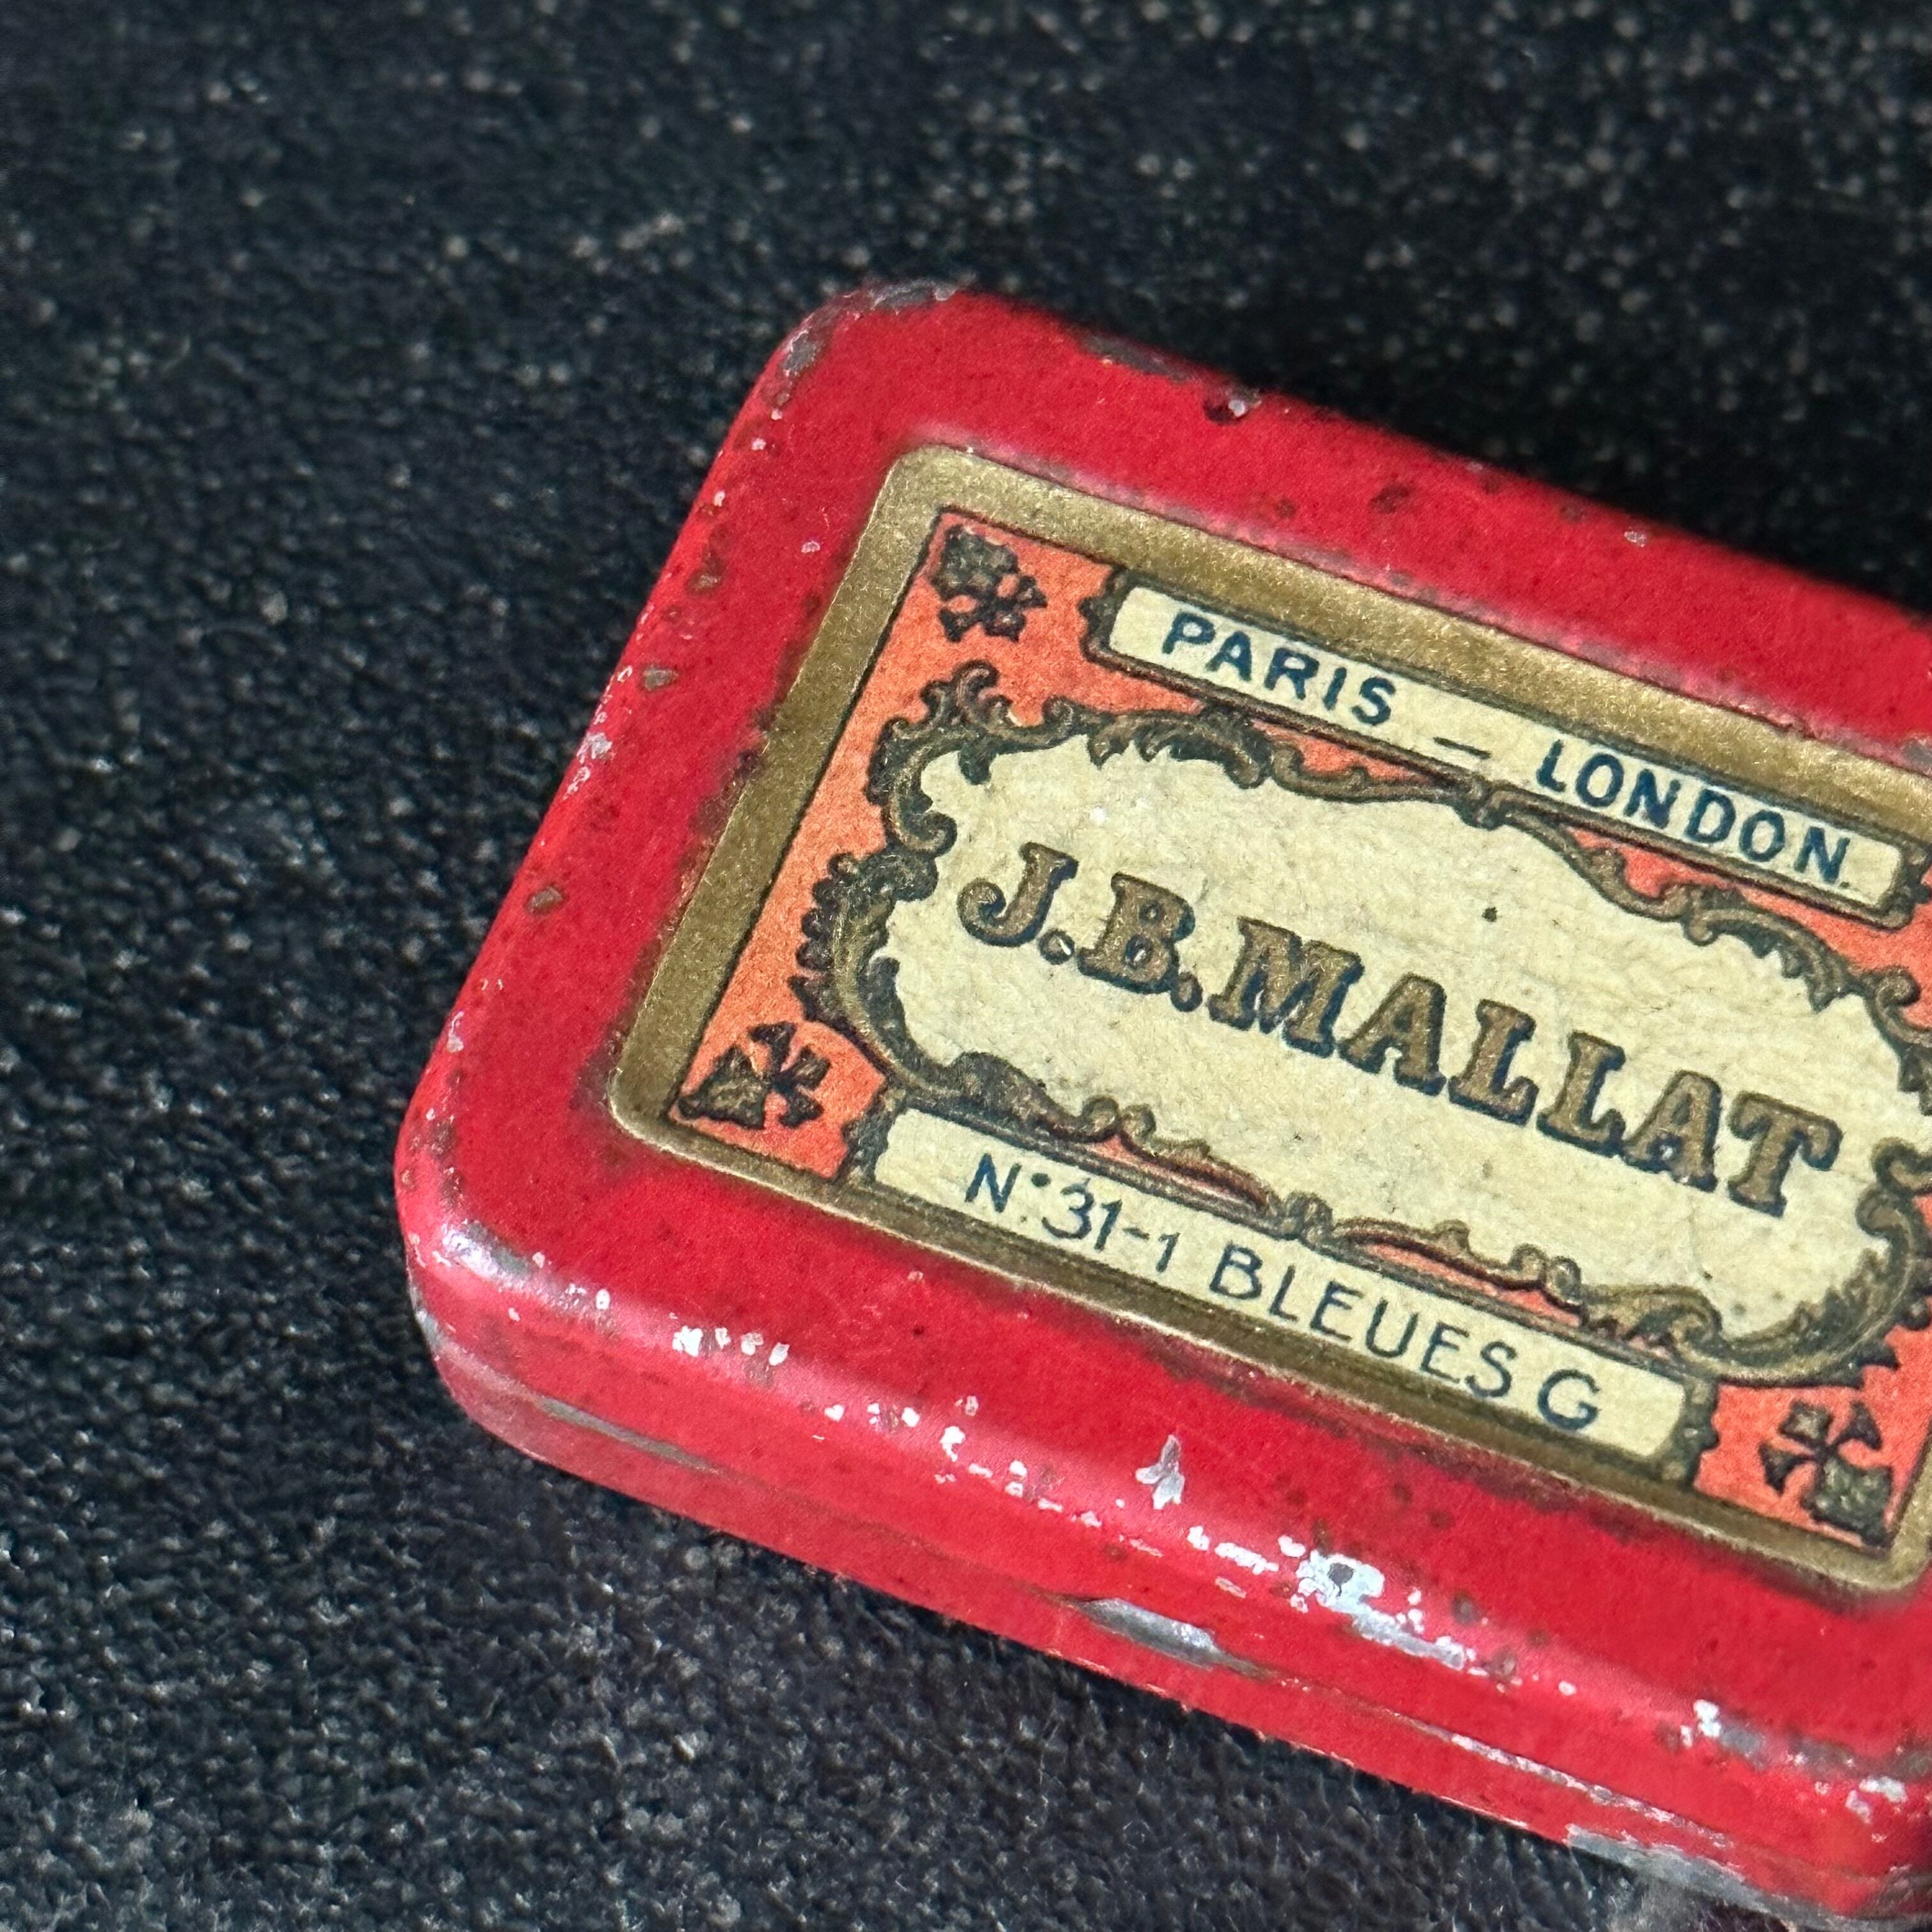 PARIS — LONDON
J.B. MALLAT
N° 31-1 BLEUES G